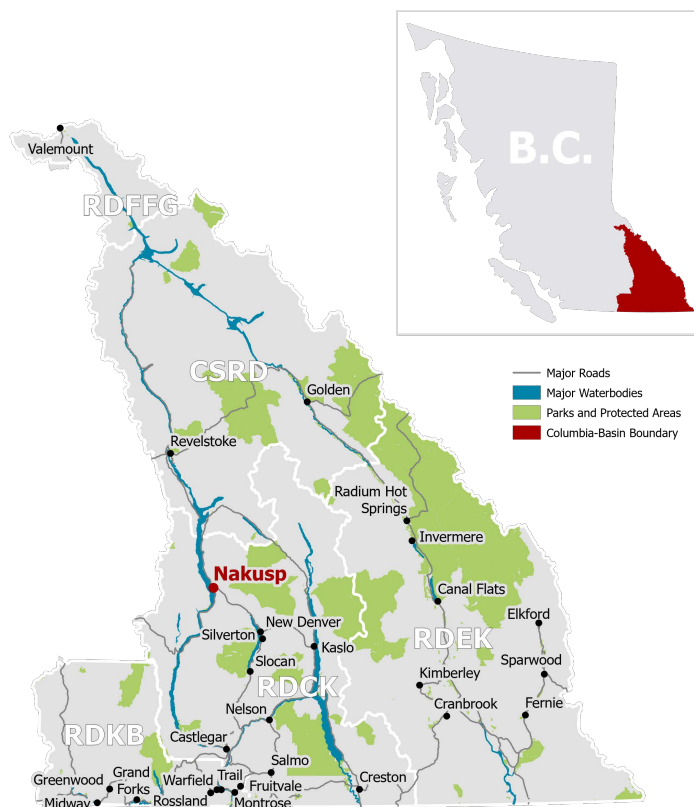 B.C.
Valemount
RDFFG
Major Roads
Major Waterbodies
Parks and Protected Areas
Columbia-Basin Boundary
CSRD
Golden
Revelstoke
Radium Hot
Springs
Invermere
Nakusp
Canal Flats
Elkford
New Denver
Silverton
RDEK
Kaslo
Slocan
Sparwood
Kimberley
RDCK
Nelson
Cranbrook
Fernie
RDKB
Castlegar
Salmo
Greenwood
Grand
Forks
Warfield
Trail
Fruitvale
Creston
Midway
Rossland
Montrose